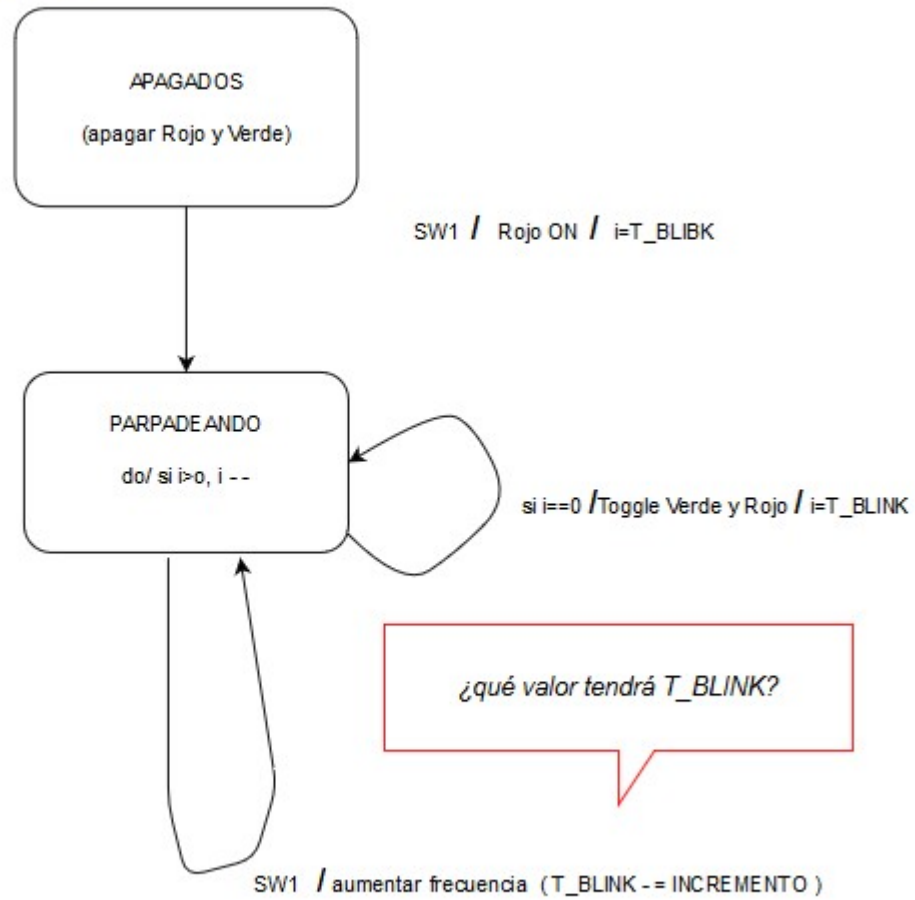 APAGADOS
(apagar Rojo y Verde)
SW1 / Rojo ON / i=T_BLIBK
PARPADEANDO
do/ si i>o, i --
si i==0 /Toggle Verde y Rojo / i=T_BLINK
¿qué valor tendrá T_BLINK?
SW1 / aumentar frecuencia (T_BLINK -= INCREMENTO)